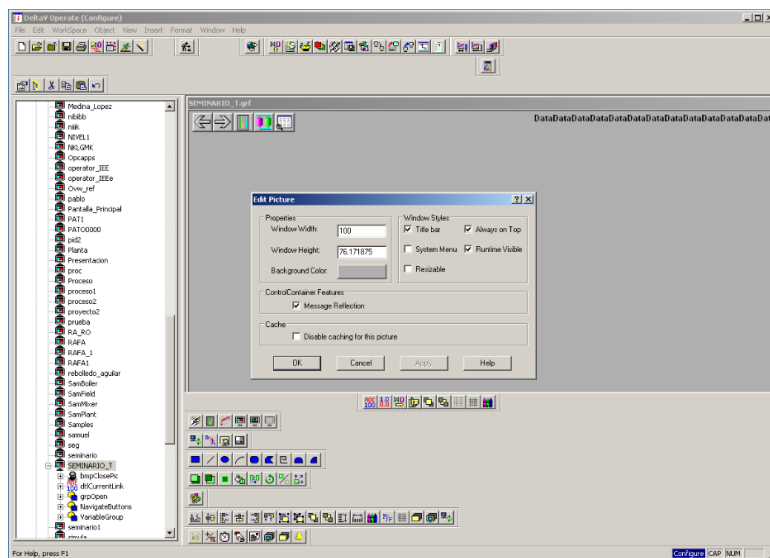 DeltaV Operate (Configure)
File Edit WorkSpace Object View Insert Format Window Help
Medina_Lopez
nibibb
niik
NIVEL1
NKLGMK
Opcapps
operator_IEE
operator_IEEe
Ovw_ref
pablo
Pantalla_Principal
PAT1
PATO0000
pid2
Planta
Presentacion
proc
Proceso
proceso1
proceso2
proyecto2
prueba
RA_RO
RAFA
RAFA_1
RAFA1
rebolledo_aguilar
SamBoiler
SamField
SamMixer
SamPlant
Samples
samuel
seg
seminario
SEMINARIO_T
bmpClosePic
dtlCurrentLink
grpOpen
NavigateButtons
VariableGroup
seminario1
simula
SEMINARIO_T.grf
DataDataDataDataDataDataDataDataDataDataDataDataDat
Edit Picture
Properties
Window Width: 100
Window Height: 76.171875
Background Color:
Window Styles
Title bar Always on Top
System Menu Runtime Visible
Resizable
ControlContainer Features
Message Reflection
Cache
Disable caching for this picture
OK Cancel Apply Help
For Help, press F1
Configure CAP NUM